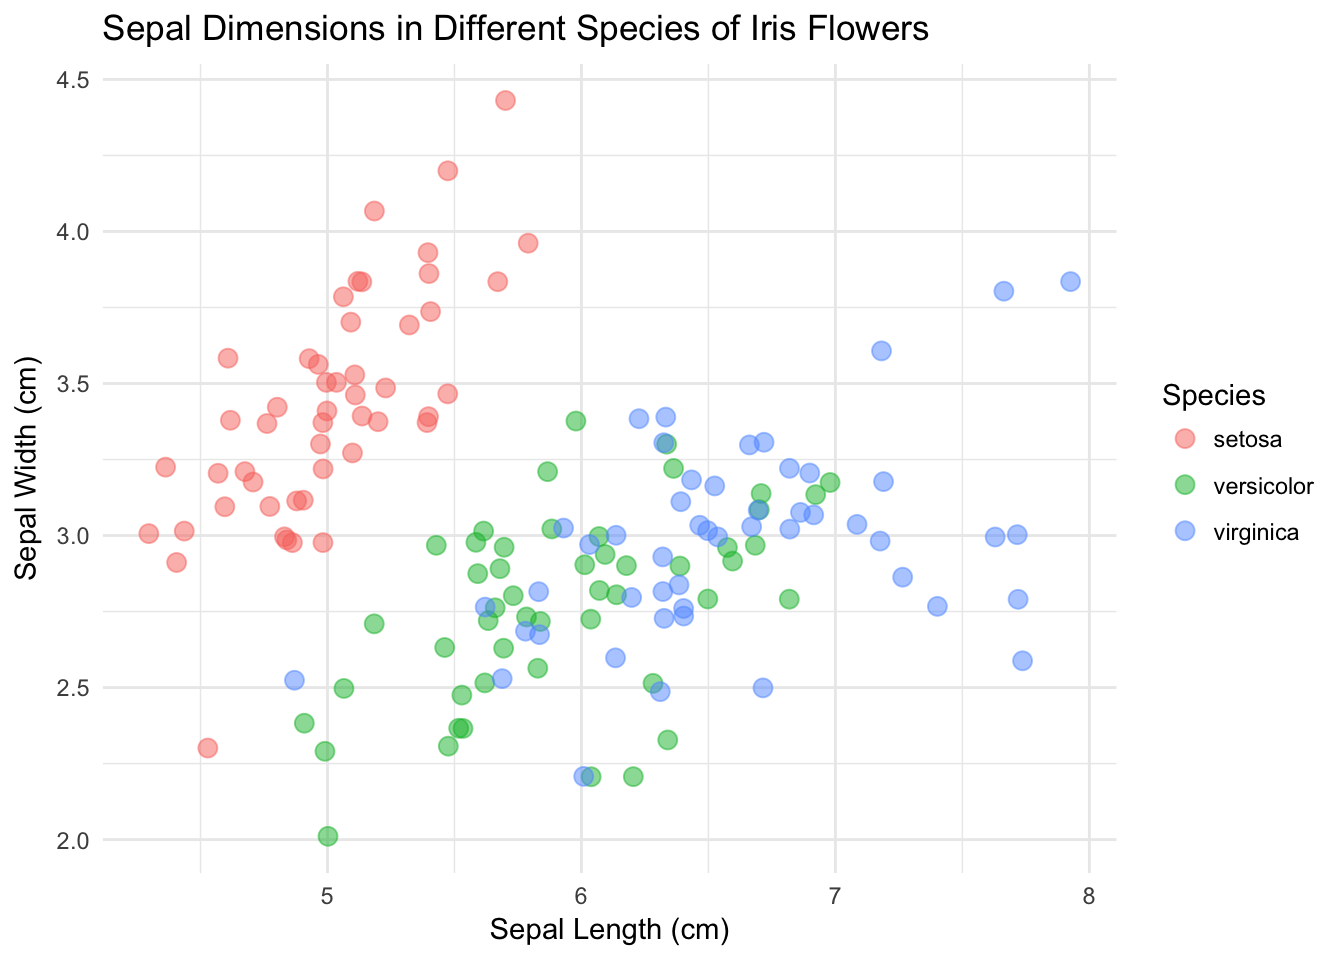 Sepal Dimensions in Different Species of Iris Flowers
4.5
4.0
3.5
3.0
2.5
2.0
Sepal Width (cm)
5 6 7 8
Sepal Length (cm)
Species
setosa
versicolor
virginica